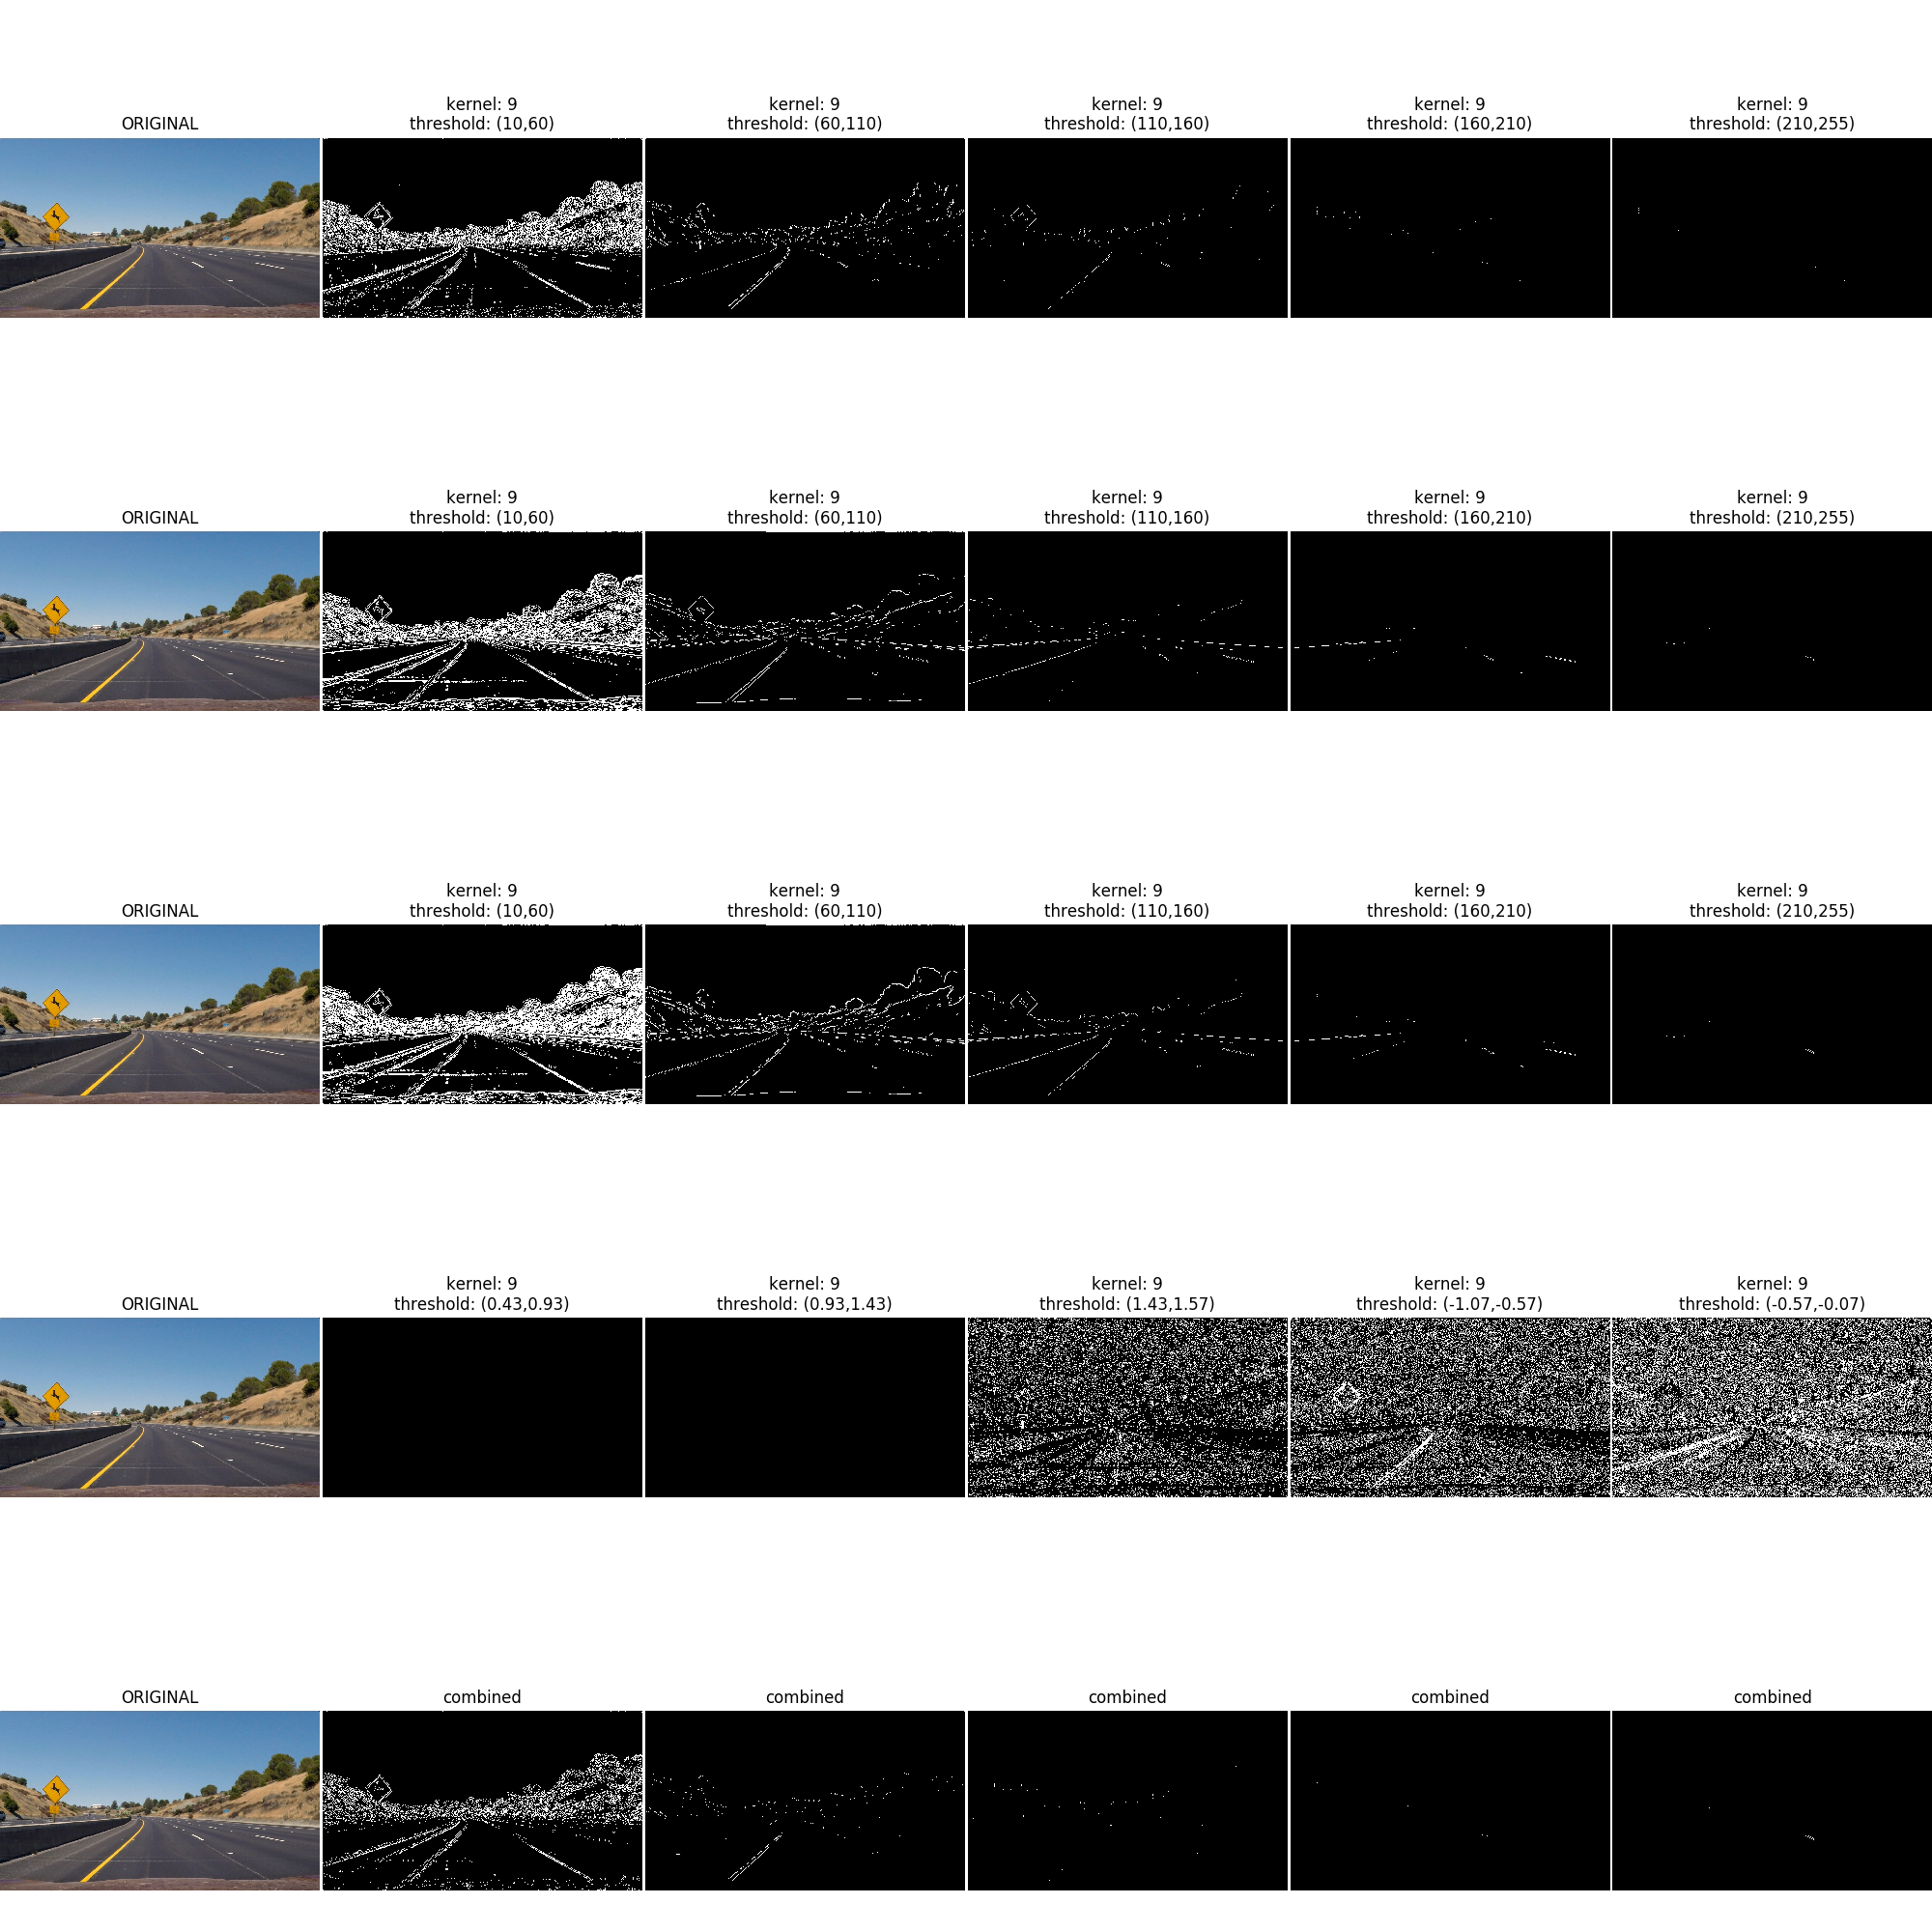 kernel: 9 kernel: 9 kernel: 9 kernel: 9 kernel: 9
ORIGINAL threshold: (10,60) threshold: (60,110) threshold: (110,160) threshold: (160,210) threshold: (210,255)
kernel: 9 kernel: 9 kernel: 9 kernel: 9 kernel: 9
ORIGINAL threshold: (10,60) threshold: (60,110) threshold: (110,160) threshold: (160,210) threshold: (210,255)
kernel: 9 kernel: 9 kernel: 9 kernel: 9 kernel: 9
ORIGINAL threshold: (10,60) threshold: (60,110) threshold: (110,160) threshold: (160,210) threshold: (210,255)
kernel: 9 kernel: 9 kernel: 9 kernel: 9 kernel: 9
ORIGINAL threshold: (0.43,0.93) threshold: (0.93,1.43) threshold: (1.43,1.57) threshold: (-1.07,-0.57) threshold: (-0.57,-0.07)
ORIGINAL combined combined combined combined combined